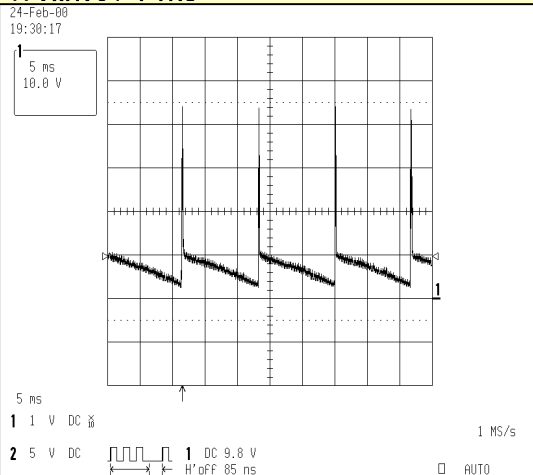 24-Feb-00
19:30:17
1
5 ms
10.0 V
1
5 ms
1 1 V DC X10
1 MS/s
2 5 V DC
1 DC 9.8 V
H'off 85 ns
AUTO